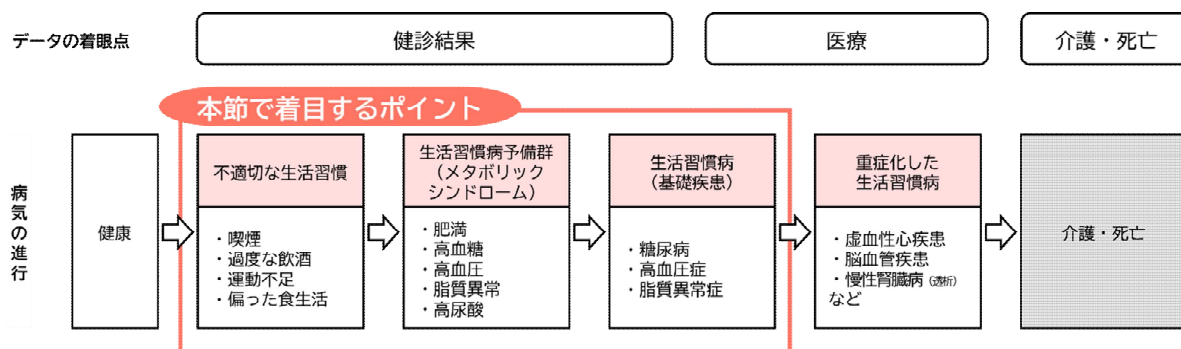 データの着眼点
健診結果
医療
介護・死亡
本節で着目するポイント
病気の進行
健康
不適切な生活習慣
・喫煙
・過度な飲酒
・運動不足
・偏った食生活
生活習慣病予備群
（メタボリック
シンドローム）
・肥満
・高血糖
・高血圧
・脂質異常
・高尿酸
生活習慣病
（基礎疾患）
・糖尿病
・高血圧症
・脂質異常症
重症化した
生活習慣病
・虚血性心疾患
・脳血管疾患
・慢性腎臓病（透析）
など
介護・死亡